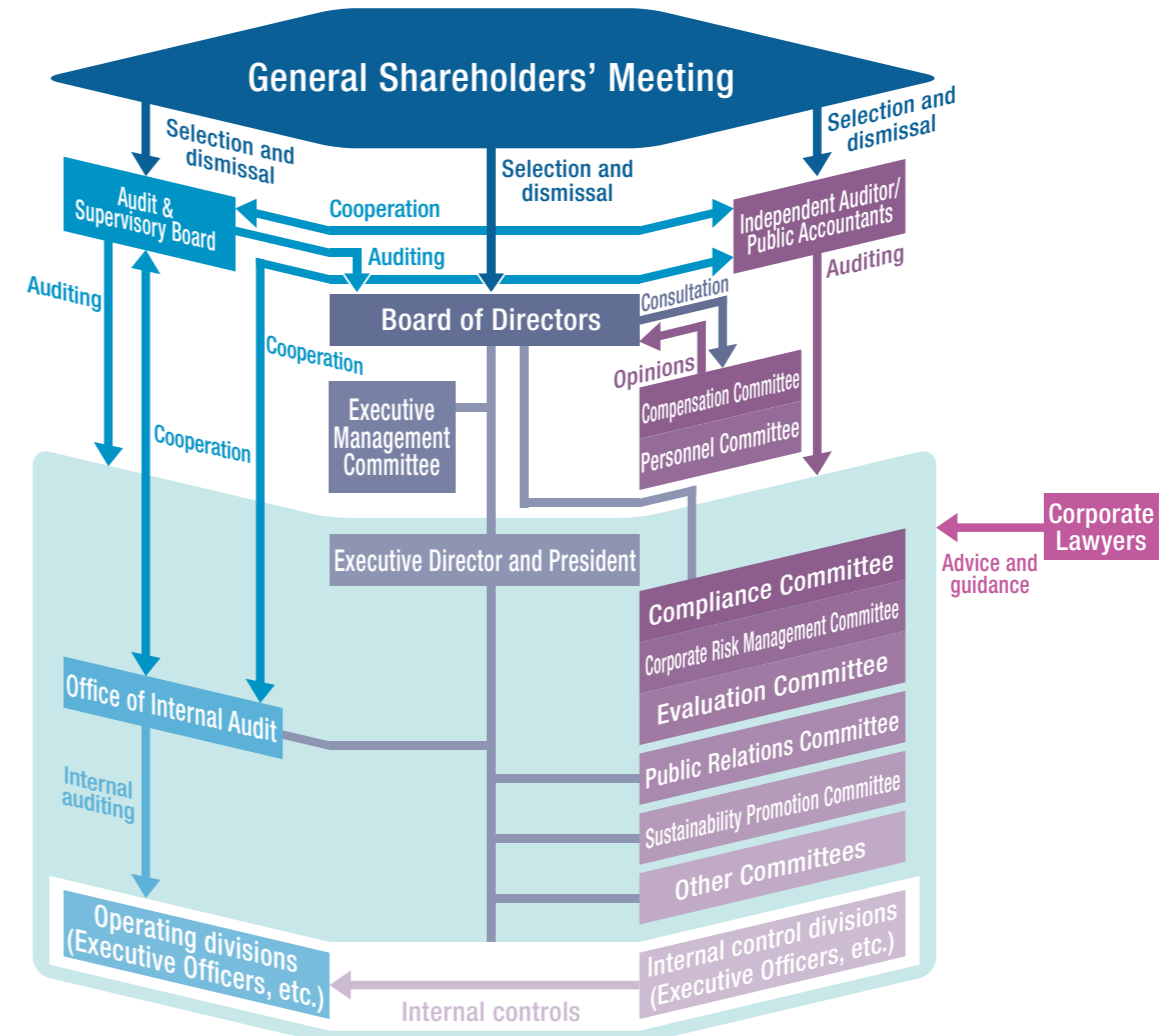 General Shareholders' Meeting
Selection and
dismissal
Selection and
dismissal
Selection and
dismissal
Audit &
Supervisory Board
Cooperation
Independent Auditor/
Public Accountants
Auditing
Auditing
Auditing
Board of Directors
Consultation
Opinions
Cooperation
Compensation Committee
Personnel Committee
Executive
Management
Committee
Cooperation
Executive Director and President
Corporate
Lawyers
Advice and
guidance
Compliance Committee
Corporate Risk Management Committee
Evaluation Committee
Office of Internal Audit
Public Relations Committee
Internal
auditing
Sustainability Promotion Committee
Other Committees
Operating divisions
(Executive Officers, etc.)
Internal control divisions
(Executive Officers, etc.)
Internal controls